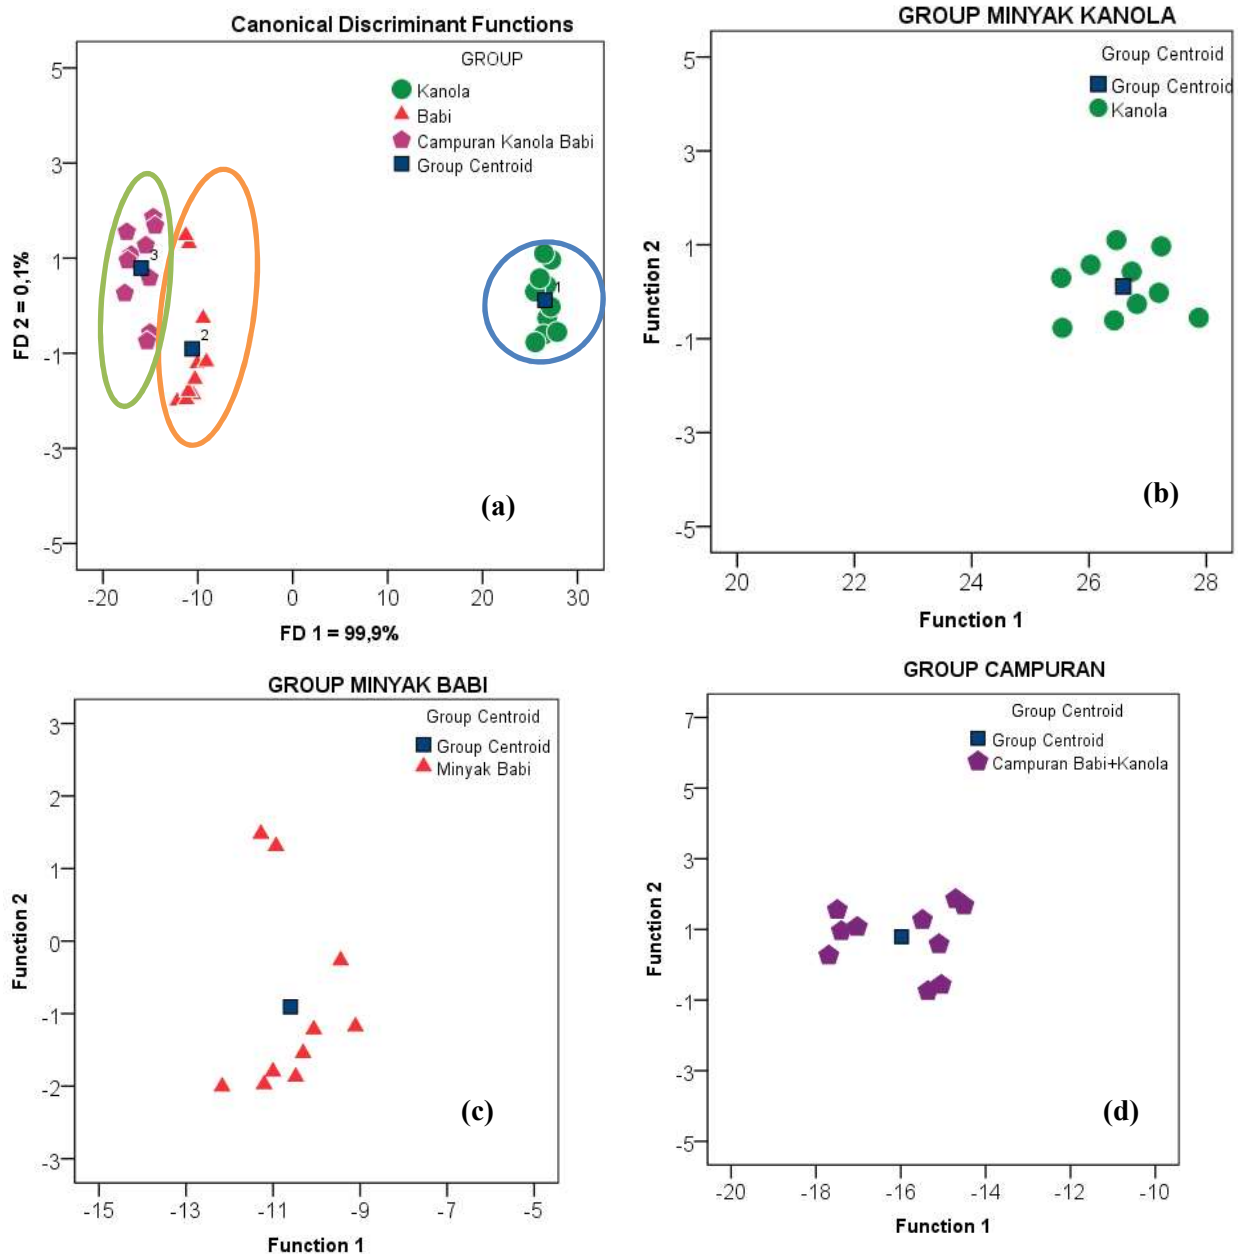 Canonical Discriminant Functions
GROUP
Kanola
Babi
Campuran Kanola Babi
Group Centroid
5
3
1
-1
-3
-5
FD 2 = 0,1%
3
2
1
(a)
-20 -10 0 10 20 30
FD 1 = 99,9%
GROUP MINYAK KANOLA
Group Centroid
Group Centroid
Kanola
5
3
1
-1
-3
-5
Function 2
(b)
20 22 24 26 28
Function 1
GROUP MINYAK BABI
Group Centroid
Group Centroid
Minyak Babi
3
2
1
0
-1
-2
-3
Function 2
(c)
-15 -13 -11 -9 -7 -5
Function 1
GROUP CAMPURAN
Group Centroid
Group Centroid
Campuran Babi+Kanola
7
5
3
1
-1
-3
-5
Function 2
(d)
-20 -18 -16 -14 -12 -10
Function 1